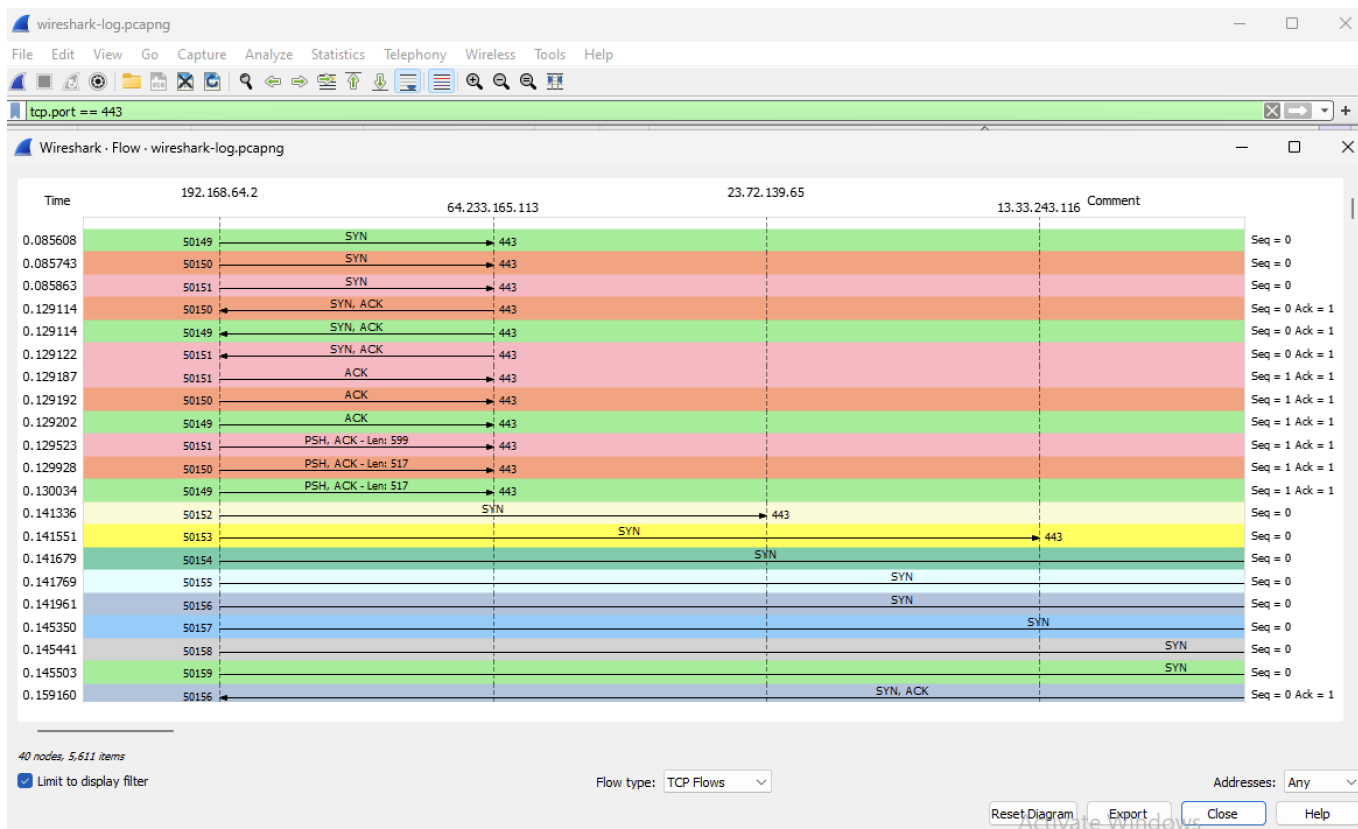 wireshark-log.pcapng
File Edit View Go Capture Analyze Statistics Telephony Wireless Tools Help
tcp.port == 443
Wireshark · Flow · wireshark-log.pcapng
Time 192.168.64.2 64.233.165.113 23.72.139.65 13.33.243.116 Comment
0.085608 50149 SYN 443 Seq = 0
0.085743 50150 SYN 443 Seq = 0
0.085863 50151 SYN 443 Seq = 0
0.129114 50150 SYN, ACK 443 Seq = 0 Ack = 1
0.129114 50149 SYN, ACK 443 Seq = 0 Ack = 1
0.129122 50151 SYN, ACK 443 Seq = 0 Ack = 1
0.129187 50151 ACK 443 Seq = 1 Ack = 1
0.129192 50150 ACK 443 Seq = 1 Ack = 1
0.129202 50149 ACK 443 Seq = 1 Ack = 1
0.129523 50151 PSH, ACK - Len: 599 443 Seq = 1 Ack = 1
0.129928 50150 PSH, ACK - Len: 517 443 Seq = 1 Ack = 1
0.130034 50149 PSH, ACK - Len: 517 443 Seq = 1 Ack = 1
0.141336 50152 SYN 443 Seq = 0
0.141551 50153 SYN 443 Seq = 0
0.141679 50154 SYN Seq = 0
0.141769 50155 SYN Seq = 0
0.141961 50156 SYN Seq = 0
0.145350 50157 SYN Seq = 0
0.145441 50158 SYN Seq = 0
0.145503 50159 SYN Seq = 0
0.159160 50156 SYN, ACK Seq = 0 Ack = 1
40 nodes, 5,611 items
Limit to display filter Flow type: TCP Flows Addresses: Any
Reset Diagram Export Close Help
Activate Windows